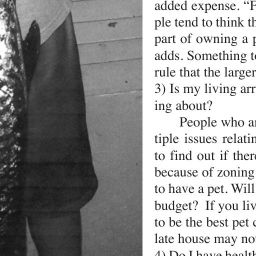 added expense. “
ple tend to think th
part of owning a p
adds. Something t
rule that the larger
3) Is my living arr
ing about?
People who a
tiple issues relatin
to find out if ther
because of zoning
to have a pet. Will
budget? If you liv
to be the best pet c
late house may no
4) Do I have healt